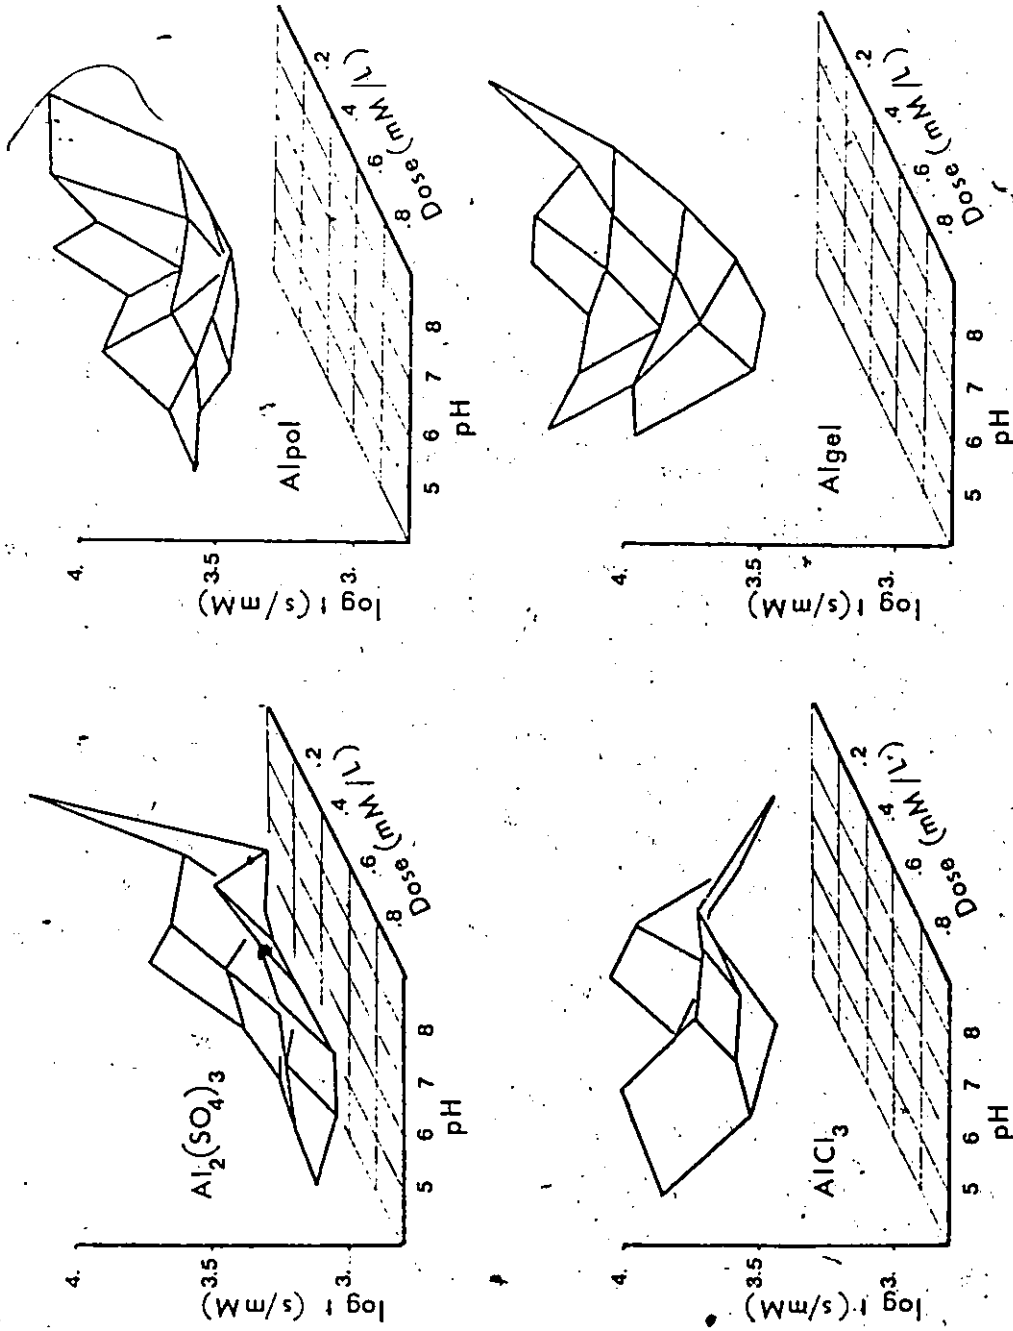 Al₂(SO₄)₃
log t (s/mM)
4.
3.5
3.
5
6
7
8
pH
.8
.6
.4
.2
Dose (mM/L)
Alpol
log t (s/mM)
4.
3.5
3.
5
6
7
8
pH
.8
.6
.4
.2
Dose (mM/L)
AlCl₃
log t (s/mM)
4.
3.5
3.
5
6
7
8
pH
.8
.6
.4
.2
Dose (mM/L)
Algel
log t (s/mM)
4.
3.5
3.
5
6
7
8
pH
.8
.6
.4
.2
Dose (mM/L)